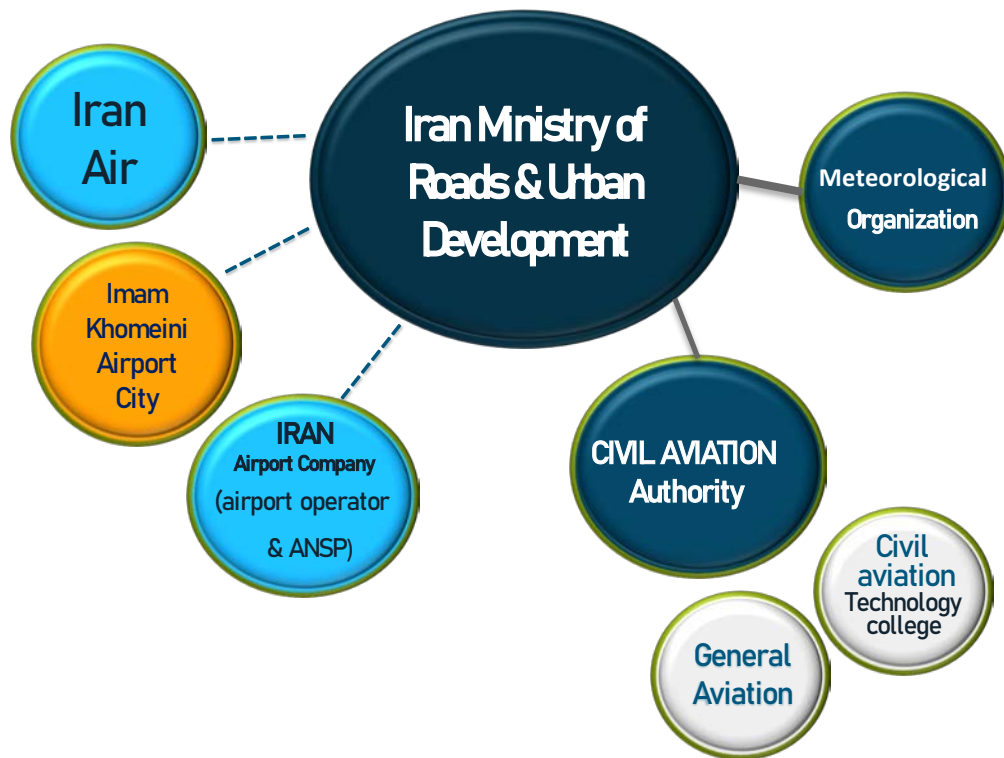 Iran
Air
Iran Ministry of
Roads & Urban
Development
Meteorological
Organization
Imam
Khomeini
Airport
City
IRAN
Airport Company
(airport operator
& ANSP)
CIVIL AVIATION
Authority
Civil
aviation
Technology
college
General
Aviation